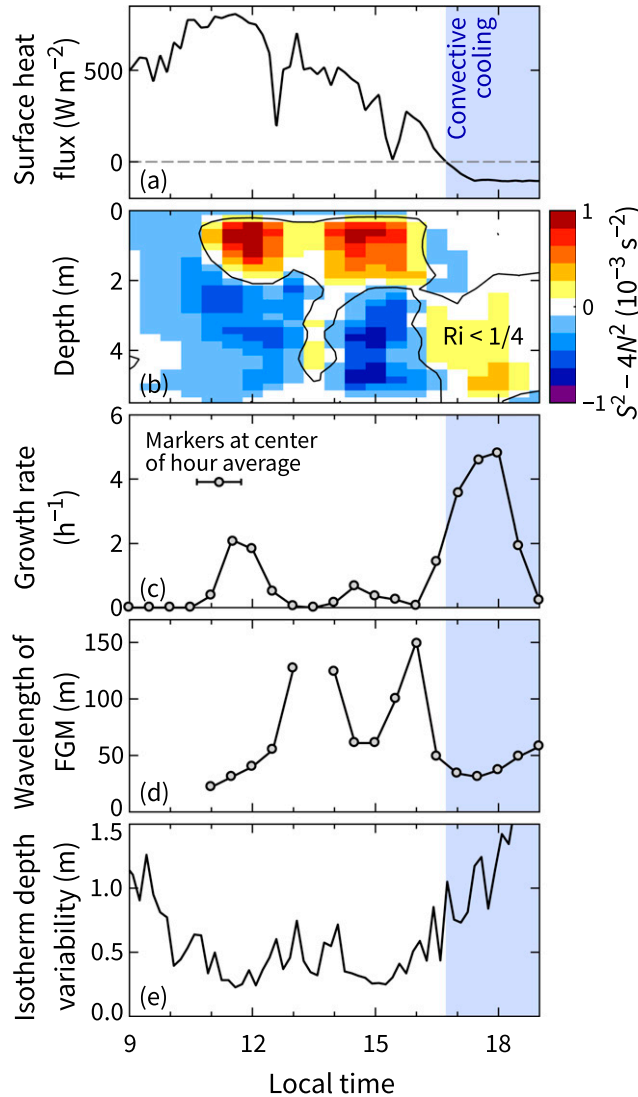 Surface heat
flux (W m⁻²)
500
0
(a)
Convective
cooling
Depth (m)
0
2
4
(b)
Ri < 1/4
1
0
−1
S² − 4N² (10⁻³ s⁻²)
Growth rate
(h⁻¹)
6
4
2
0
Markers at center
of hour average
(c)
Wavelength of
FGM (m)
150
100
50
0
(d)
Isotherm depth
variability (m)
1.5
1.0
0.5
0.0
(e)
9 12 15 18
Local time